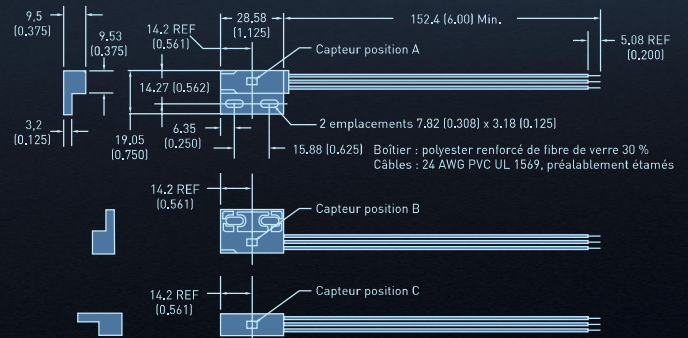 9,5
(0.375)
9.53
(0.375)
14.2 REF
(0.561)
28,58
(1.125)
152.4 (6.00) Min.
5.08 REF
(0.200)
Capteur position A
14.27 (0.562)
3,2
(0.125)
19.05
(0.750)
6.35
(0.250)
2 emplacements 7.82 (0.308) x 3.18 (0.125)
15.88 (0.625)
Boîtier : polyester renforcé de fibre de verre 30 %
Câbles : 24 AWG PVC UL 1569, préalablement étamés
14.2 REF
(0.561)
Capteur position B
14.2 REF
(0.561)
Capteur position C